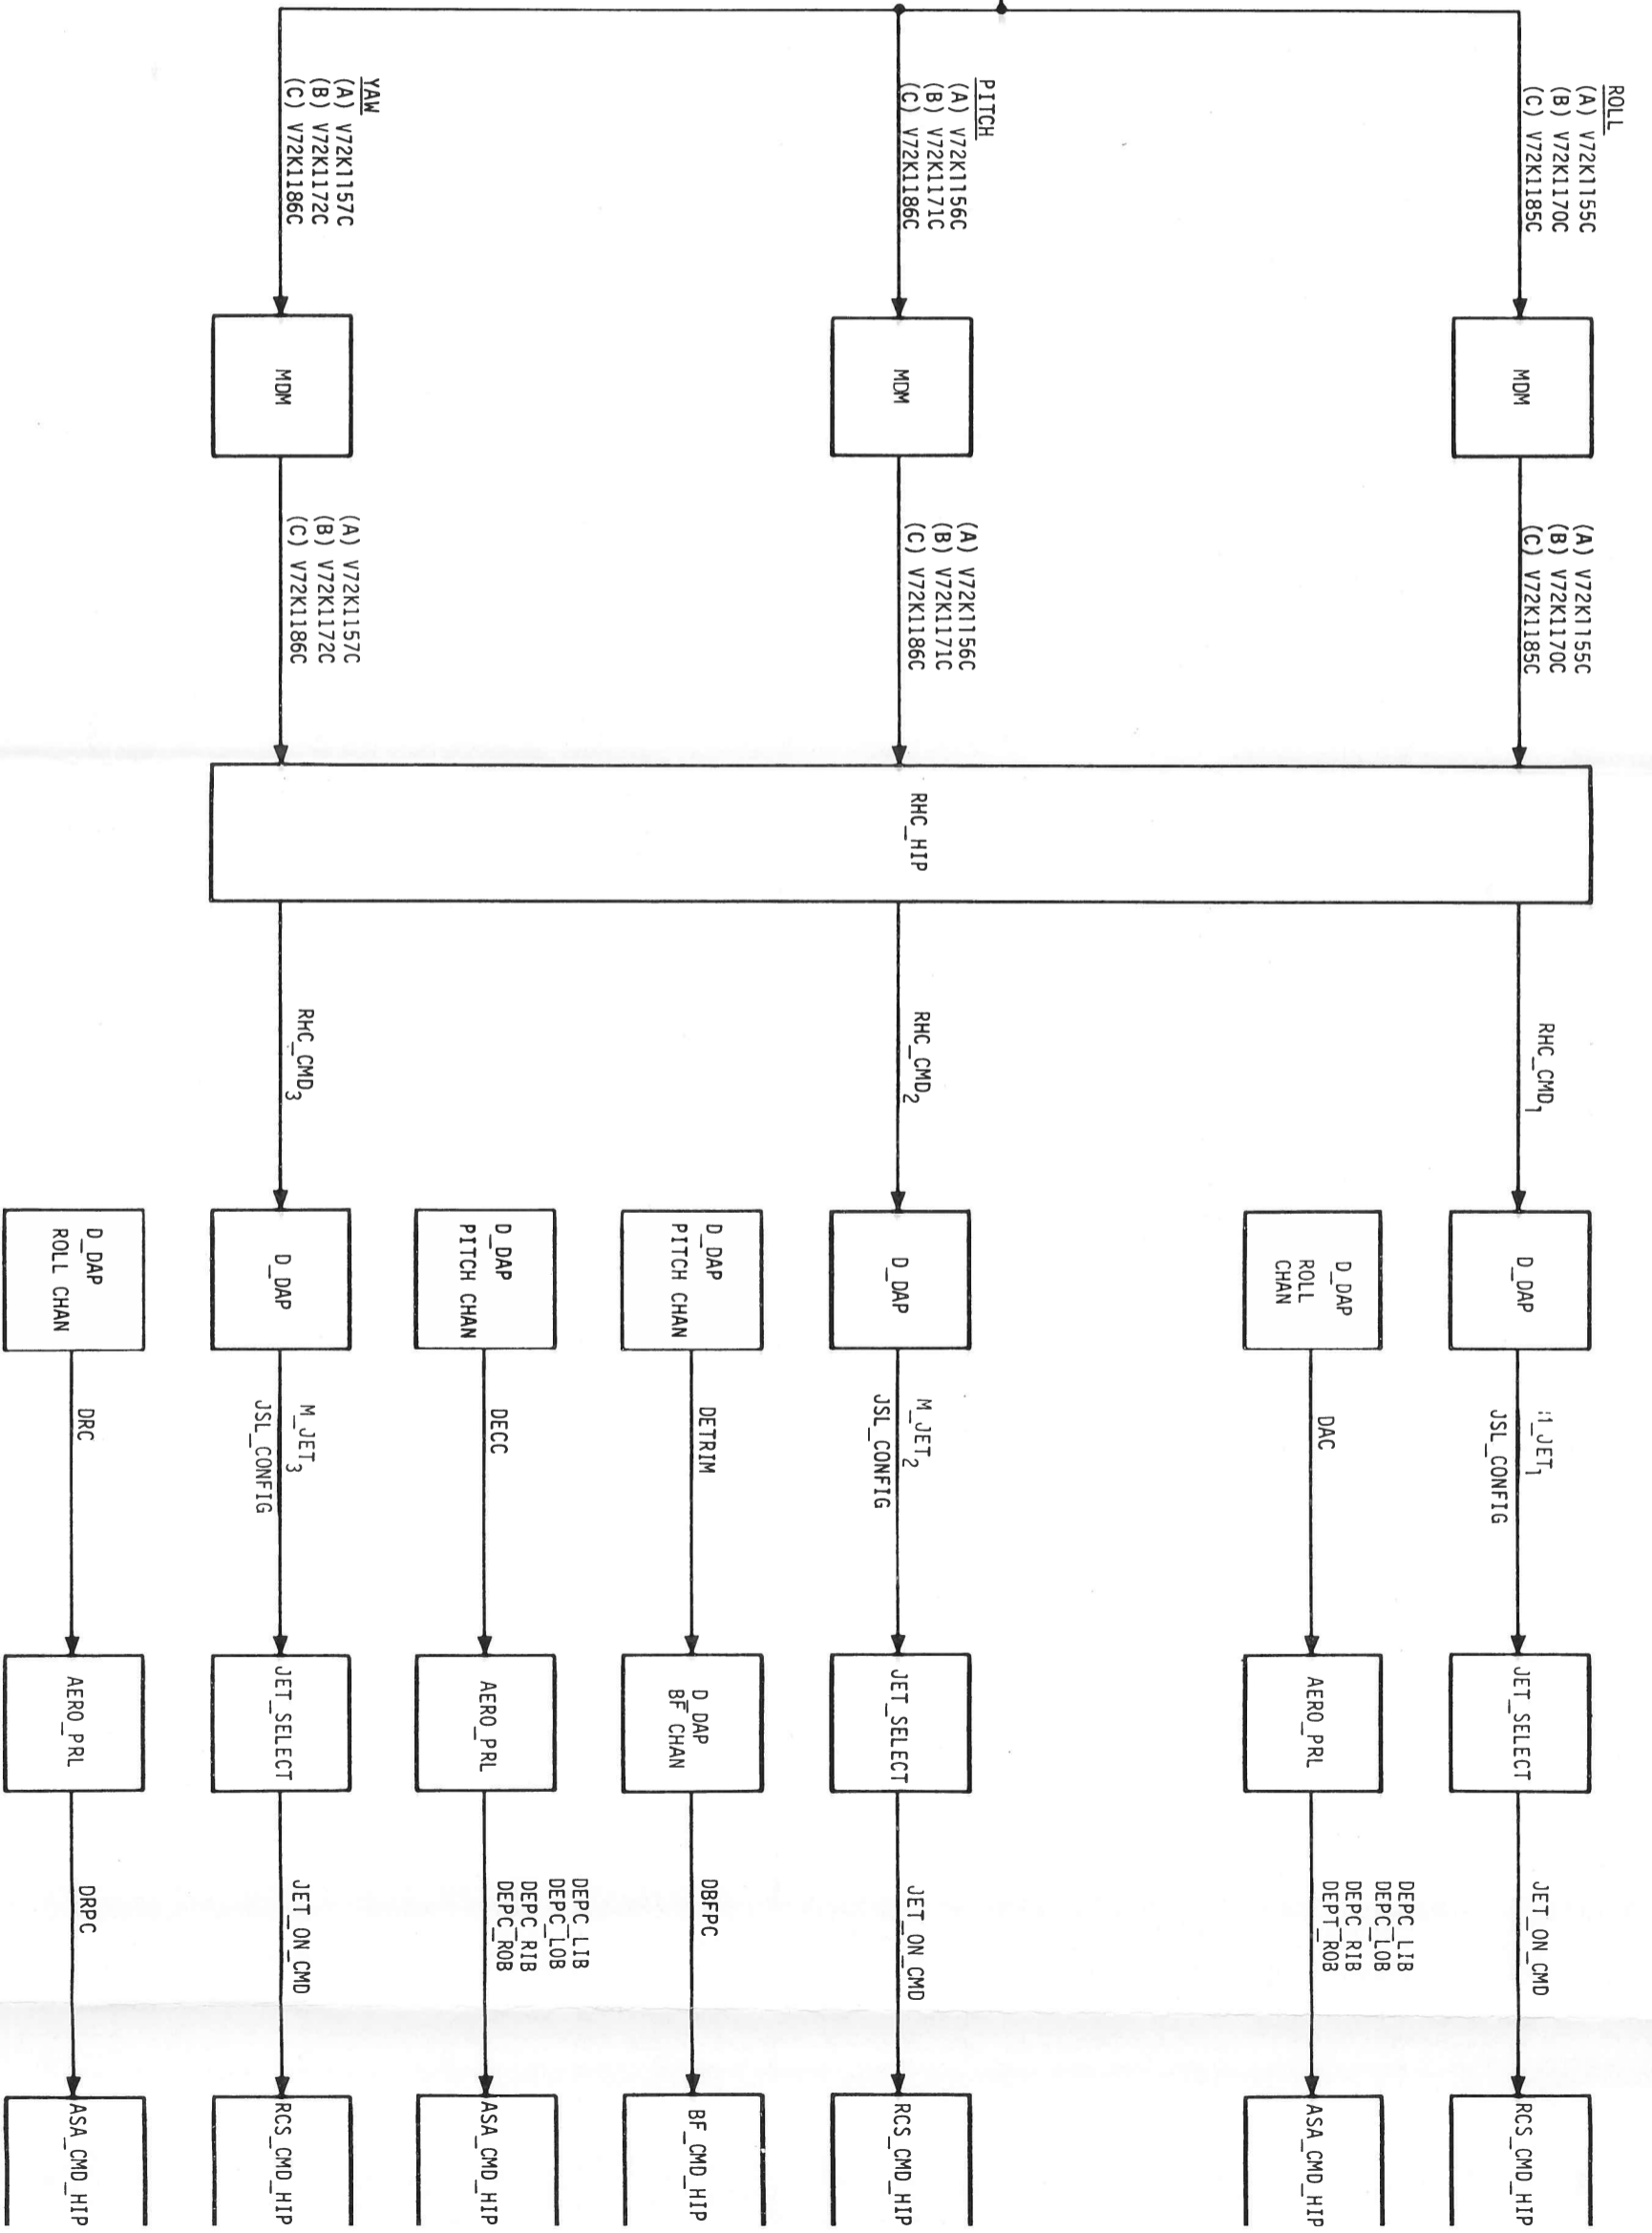 ROLL
(A) V72K1155C
(B) V72K1170C
(C) V72K1185C
MDM
(A) V72K1155C
(B) V72K1170C
(C) V72K1185C
PITCH
(A) V72K1156C
(B) V72K1171C
(C) V72K1186C
MDM
(A) V72K1156C
(B) V72K1171C
(C) V72K1186C
YAW
(A) V72K1157C
(B) V72K1172C
(C) V72K1186C
MDM
(A) V72K1157C
(B) V72K1172C
(C) V72K1186C
RHC_HIP
RHC_CMD1
D_DAP
M_JET1
JSL_CONFIG
JET_SELECT
JET_ON_CMD
RCS_CMD_HIP
D_DAP
ROLL
CHAN
DAC
AERO_PRL
DEPC_LIB
DEPC_LOB
DEPC_RIB
DEPT_ROB
ASA_CMD_HIP
RHC_CMD2
D_DAP
M_JET2
JSL_CONFIG
JET_SELECT
JET_ON_CMD
RCS_CMD_HIP
D_DAP
PITCH CHAN
DETRIM
D_DAP
BF CHAN
DBFPC
BF_CMD_HIP
D_DAP
PITCH CHAN
DECC
AERO_PRL
DEPC_LIB
DEPC_LOB
DEPC_RIB
DEPC_ROB
ASA_CMD_HIP
RHC_CMD3
D_DAP
M_JET3
JSL_CONFIG
JET_SELECT
JET_ON_CMD
RCS_CMD_HIP
D_DAP
ROLL CHAN
DRC
AERO_PRL
DRPC
ASA_CMD_HIP